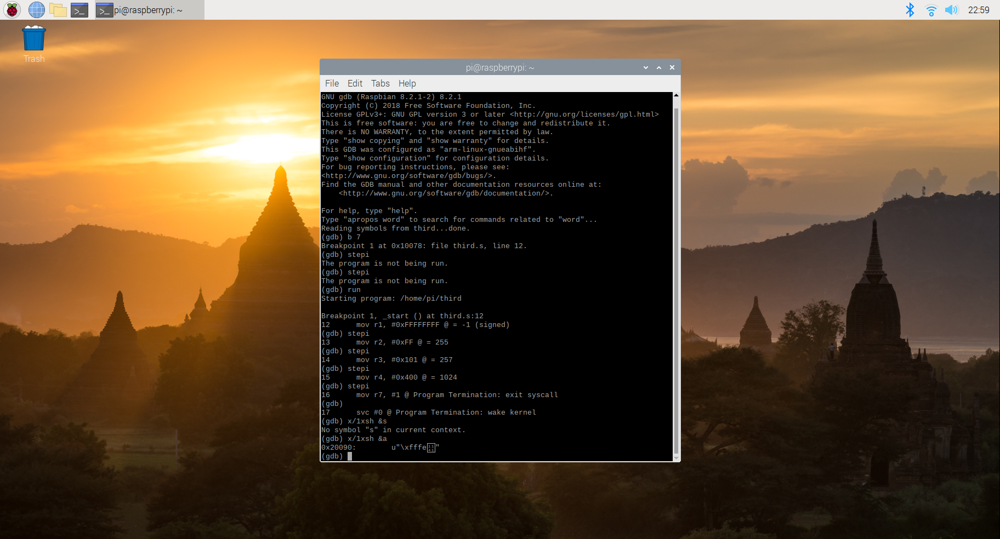 pi@raspberrypi: ~
22:59
Trash
pi@raspberrypi: ~
File Edit Tabs Help
GNU gdb (Raspbian 8.2.1-2) 8.2.1
Copyright (C) 2018 Free Software Foundation, Inc.
License GPLv3+: GNU GPL version 3 or later <http://gnu.org/licenses/gpl.html>
This is free software: you are free to change and redistribute it.
There is NO WARRANTY, to the extent permitted by law.
Type "show copying" and "show warranty" for details.
This GDB was configured as "arm-linux-gnueabihf".
Type "show configuration" for configuration details.
For bug reporting instructions, please see:
<http://www.gnu.org/software/gdb/bugs/>.
Find the GDB manual and other documentation resources online at:
    <http://www.gnu.org/software/gdb/documentation/>.
For help, type "help".
Type "apropos word" to search for commands related to "word"...
Reading symbols from third...done.
(gdb) b 7
Breakpoint 1 at 0x10078: file third.s, line 12.
(gdb) stepi
The program is not being run.
(gdb) stepi
The program is not being run.
(gdb) run
Starting program: /home/pi/third
Breakpoint 1, _start () at third.s:12
12      mov r1, #0xFFFFFFFF @ = -1 (signed)
(gdb) stepi
13      mov r2, #0xFF @ = 255
(gdb) stepi
14      mov r3, #0x101 @ = 257
(gdb) stepi
15      mov r4, #0x400 @ = 1024
(gdb) stepi
16      mov r7, #1 @ Program Termination: exit syscall
(gdb)
17      svc #0 @ Program Termination: wake kernel
(gdb) x/1xsh &s
No symbol "s" in current context.
(gdb) x/1xsh &a
0x20090:        u"\xfffe"
(gdb)